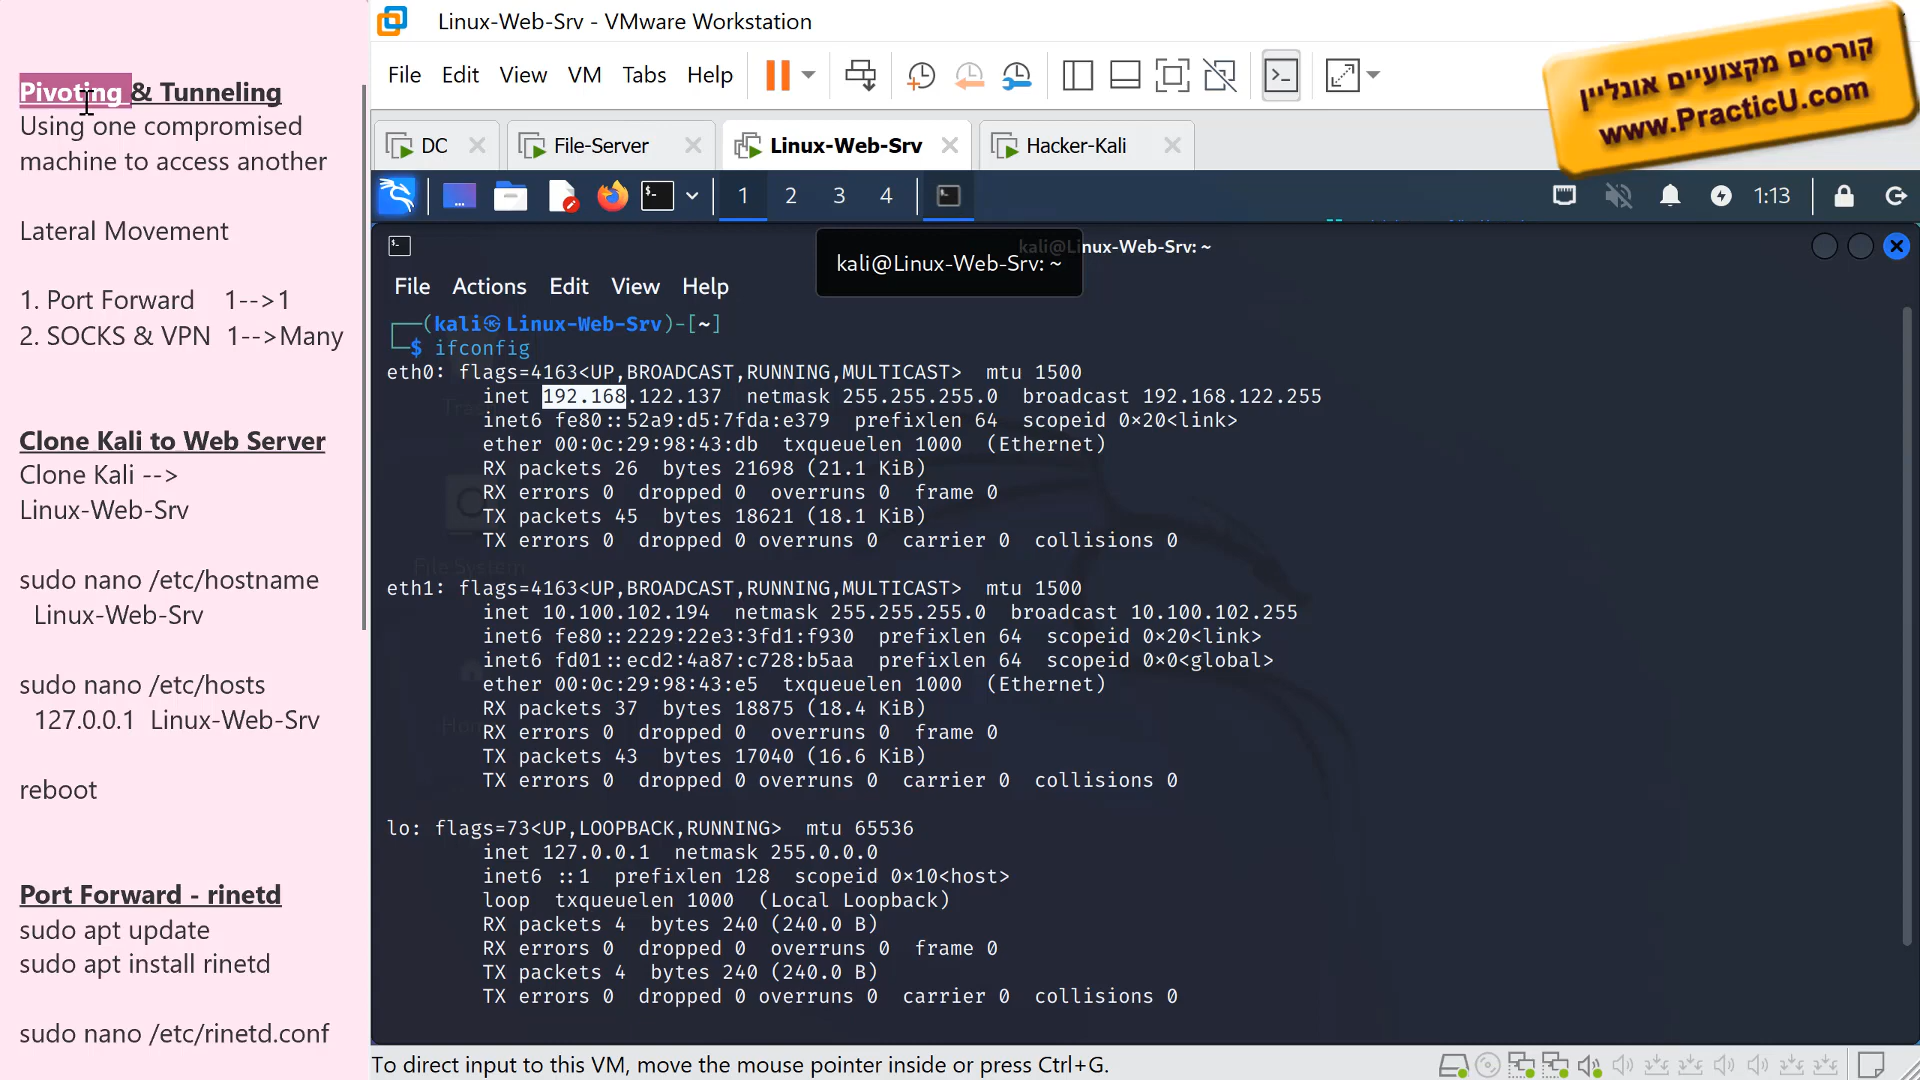 Pivoting & Tunneling
Using one compromised
machine to access another
Lateral Movement
1. Port Forward 1-->1
2. SOCKS & VPN 1-->Many
Clone Kali to Web Server
Clone Kali -->
Linux-Web-Srv
sudo nano /etc/hostname
Linux-Web-Srv
sudo nano /etc/hosts
127.0.0.1 Linux-Web-Srv
reboot
Port Forward - rinetd
sudo apt update
sudo apt install rinetd
sudo nano /etc/rinetd.conf
Linux-Web-Srv - VMware Workstation
File Edit View VM Tabs Help
קורסים מקצועיים אונליין
www.PracticU.com
DC File-Server Linux-Web-Srv Hacker-Kali
1 2 3 4 1:13
kali@Linux-Web-Srv: ~
kali@Linux-Web-Srv: ~
File Actions Edit View Help
┌──(kali㉿Linux-Web-Srv)-[~]
└─$ ifconfig
eth0: flags=4163<UP,BROADCAST,RUNNING,MULTICAST> mtu 1500
inet 192.168.122.137 netmask 255.255.255.0 broadcast 192.168.122.255
inet6 fe80::52a9:d5:7fda:e379 prefixlen 64 scopeid 0×20<link>
ether 00:0c:29:98:43:db txqueuelen 1000 (Ethernet)
RX packets 26 bytes 21698 (21.1 KiB)
RX errors 0 dropped 0 overruns 0 frame 0
TX packets 45 bytes 18621 (18.1 KiB)
TX errors 0 dropped 0 overruns 0 carrier 0 collisions 0
eth1: flags=4163<UP,BROADCAST,RUNNING,MULTICAST> mtu 1500
inet 10.100.102.194 netmask 255.255.255.0 broadcast 10.100.102.255
inet6 fe80::2229:22e3:3fd1:f930 prefixlen 64 scopeid 0×20<link>
inet6 fd01::ecd2:4a87:c728:b5aa prefixlen 64 scopeid 0×0<global>
ether 00:0c:29:98:43:e5 txqueuelen 1000 (Ethernet)
RX packets 37 bytes 18875 (18.4 KiB)
RX errors 0 dropped 0 overruns 0 frame 0
TX packets 43 bytes 17040 (16.6 KiB)
TX errors 0 dropped 0 overruns 0 carrier 0 collisions 0
lo: flags=73<UP,LOOPBACK,RUNNING> mtu 65536
inet 127.0.0.1 netmask 255.0.0.0
inet6 ::1 prefixlen 128 scopeid 0×10<host>
loop txqueuelen 1000 (Local Loopback)
RX packets 4 bytes 240 (240.0 B)
RX errors 0 dropped 0 overruns 0 frame 0
TX packets 4 bytes 240 (240.0 B)
TX errors 0 dropped 0 overruns 0 carrier 0 collisions 0
To direct input to this VM, move the mouse pointer inside or press Ctrl+G.